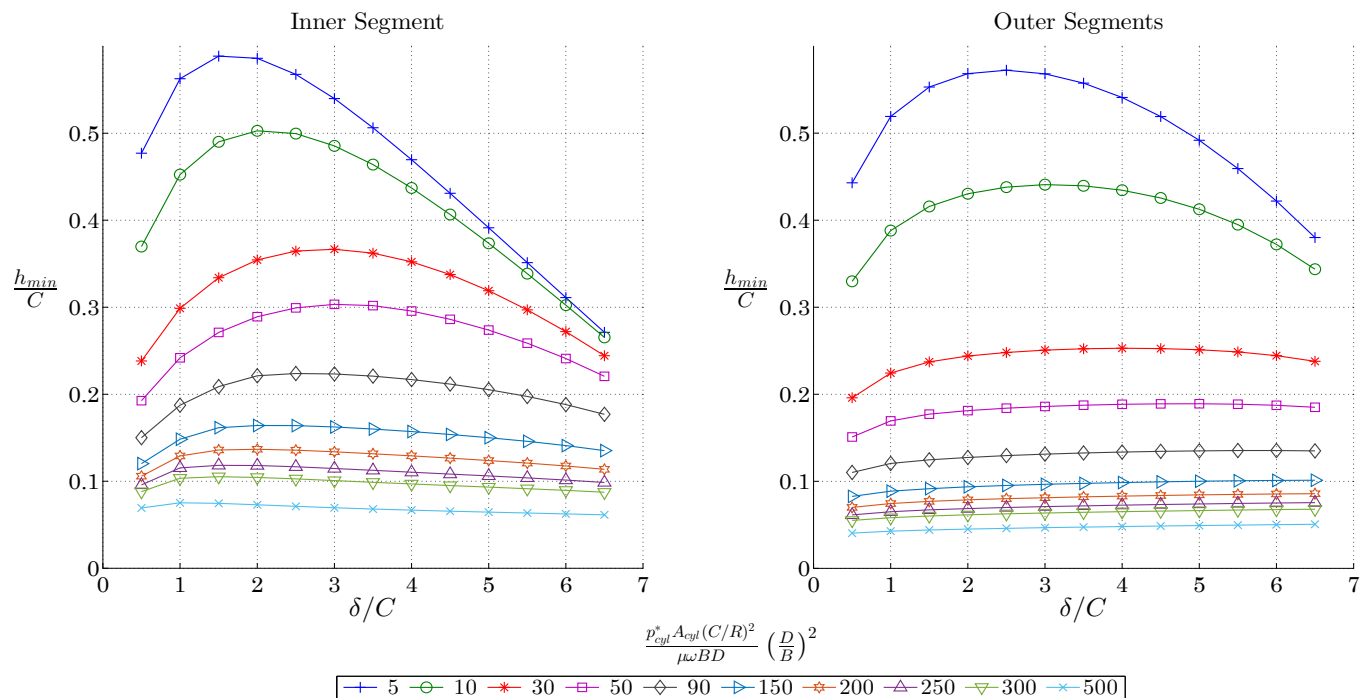 Inner Segment
Outer Segments
0.5
0.4
0.3
0.2
0.1
0
h_min/C
0 1 2 3 4 5 6 7
δ/C
0.5
0.4
0.3
0.2
0.1
0
h_min/C
0 1 2 3 4 5 6 7
δ/C
p*_cyl A_cyl (C/R)^2 / μωBD (D/B)^2
5 10 30 50 90 150 200 250 300 500